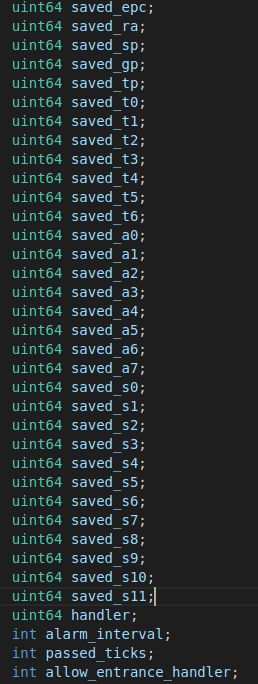 uint64 saved_epc;
uint64 saved_ra;
uint64 saved_sp;
uint64 saved_gp;
uint64 saved_tp;
uint64 saved_t0;
uint64 saved_t1;
uint64 saved_t2;
uint64 saved_t3;
uint64 saved_t4;
uint64 saved_t5;
uint64 saved_t6;
uint64 saved_a0;
uint64 saved_a1;
uint64 saved_a2;
uint64 saved_a3;
uint64 saved_a4;
uint64 saved_a5;
uint64 saved_a6;
uint64 saved_a7;
uint64 saved_s0;
uint64 saved_s1;
uint64 saved_s2;
uint64 saved_s3;
uint64 saved_s4;
uint64 saved_s5;
uint64 saved_s6;
uint64 saved_s7;
uint64 saved_s8;
uint64 saved_s9;
uint64 saved_s10;
uint64 saved_s11;
uint64 handler;
int alarm_interval;
int passed_ticks;
int allow_entrance_handler;